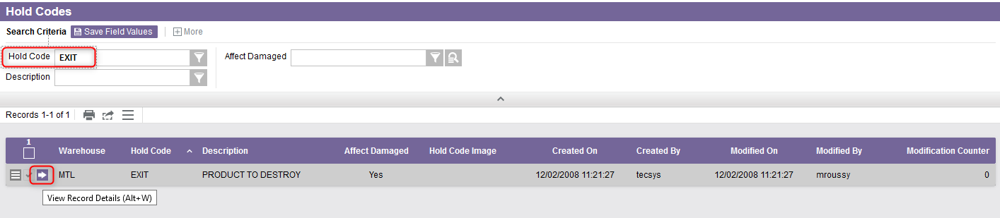 Hold Codes
Search Criteria Save Field Values More
Hold Code EXIT Affect Damaged
Description
Records 1-1 of 1
1
Warehouse Hold Code Description Affect Damaged Hold Code Image Created On Created By Modified On Modified By Modification Counter
MTL EXIT PRODUCT TO DESTROY Yes 12/02/2008 11:21:27 tecsys 12/02/2008 11:21:27 mroussy 0
View Record Details (Alt+W)